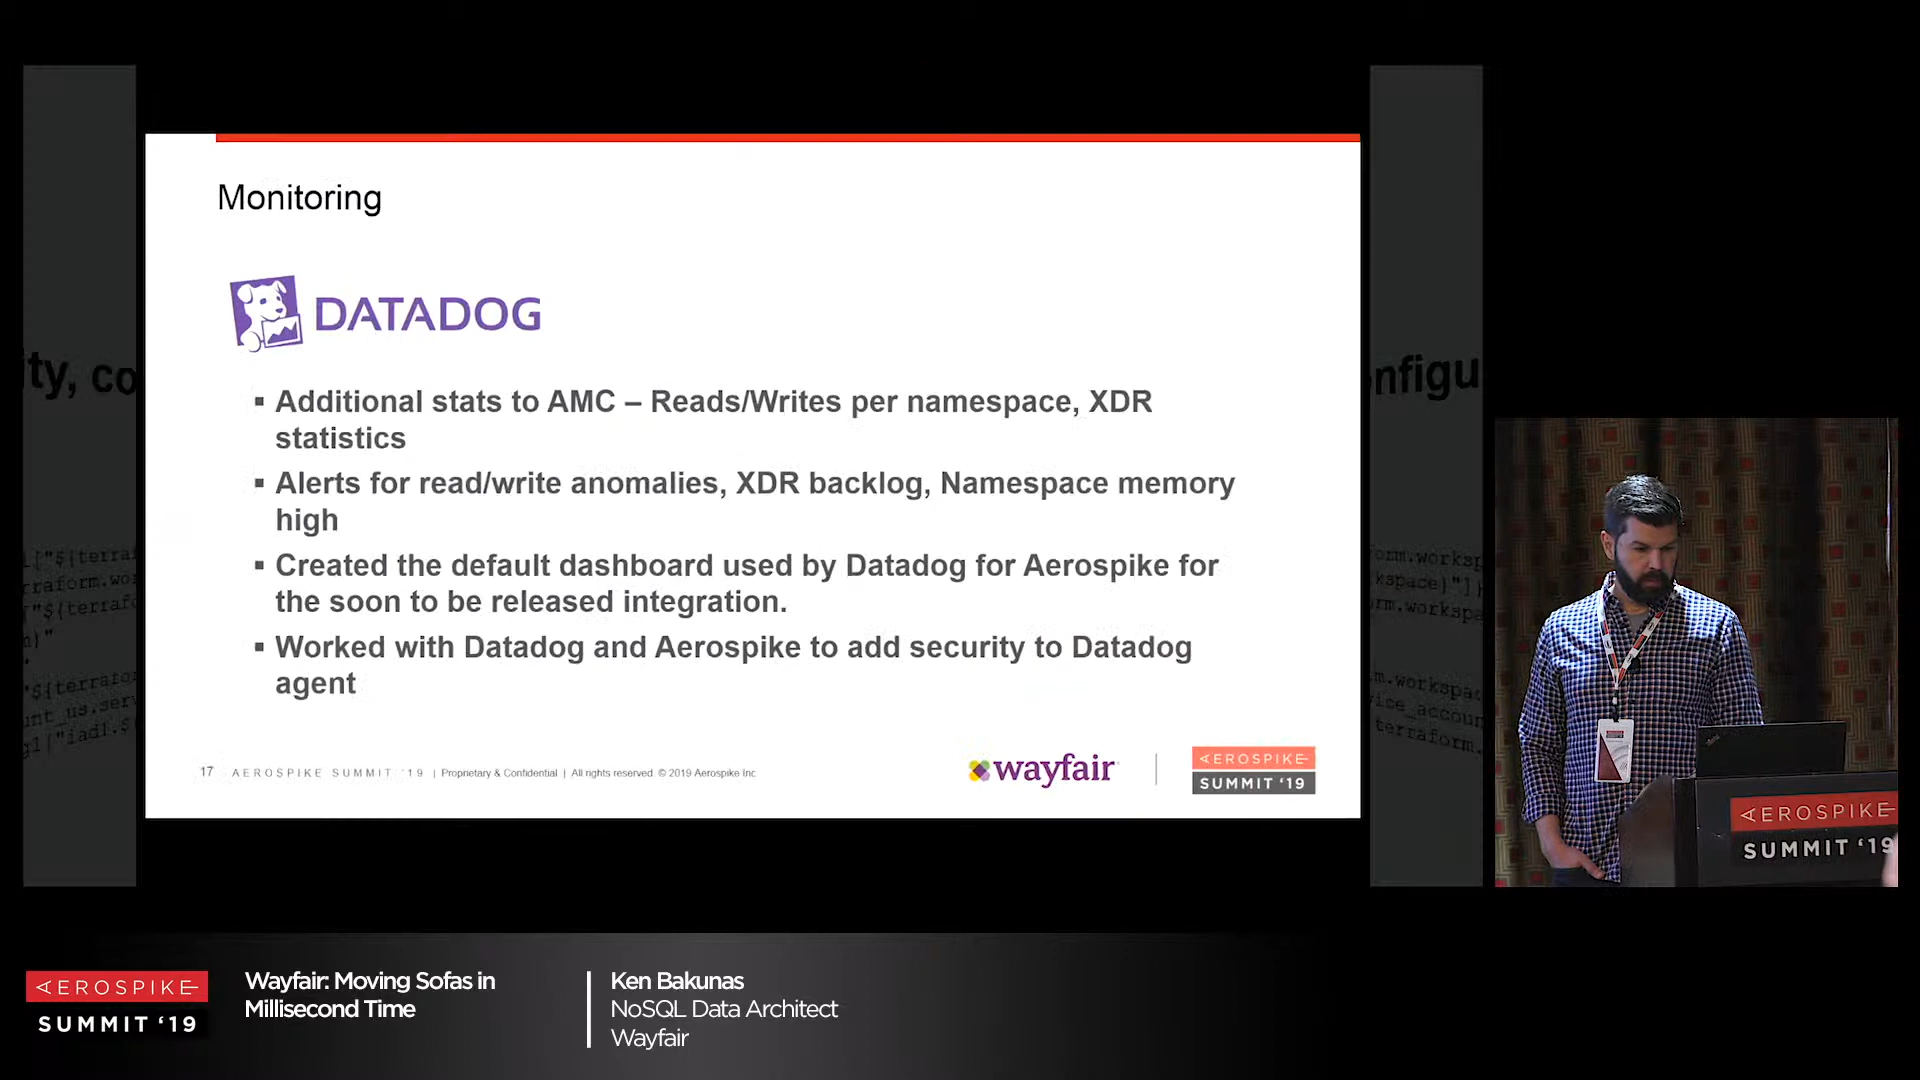 Monitoring
DATADOG
▪ Additional stats to AMC – Reads/Writes per namespace, XDR
statistics
▪ Alerts for read/write anomalies, XDR backlog, Namespace memory
high
▪ Created the default dashboard used by Datadog for Aerospike for
the soon to be released integration.
▪ Worked with Datadog and Aerospike to add security to Datadog
agent
17 AEROSPIKE SUMMIT '19 | Proprietary & Confidential | All rights reserved. © 2019 Aerospike Inc
wayfair
AEROSPIKE
SUMMIT '19
ity, co
nfigu
AEROSPIKE
SUMMIT '19
AEROSPIKE
SUMMIT '19
Wayfair: Moving Sofas in
Millisecond Time
Ken Bakunas
NoSQL Data Architect
Wayfair